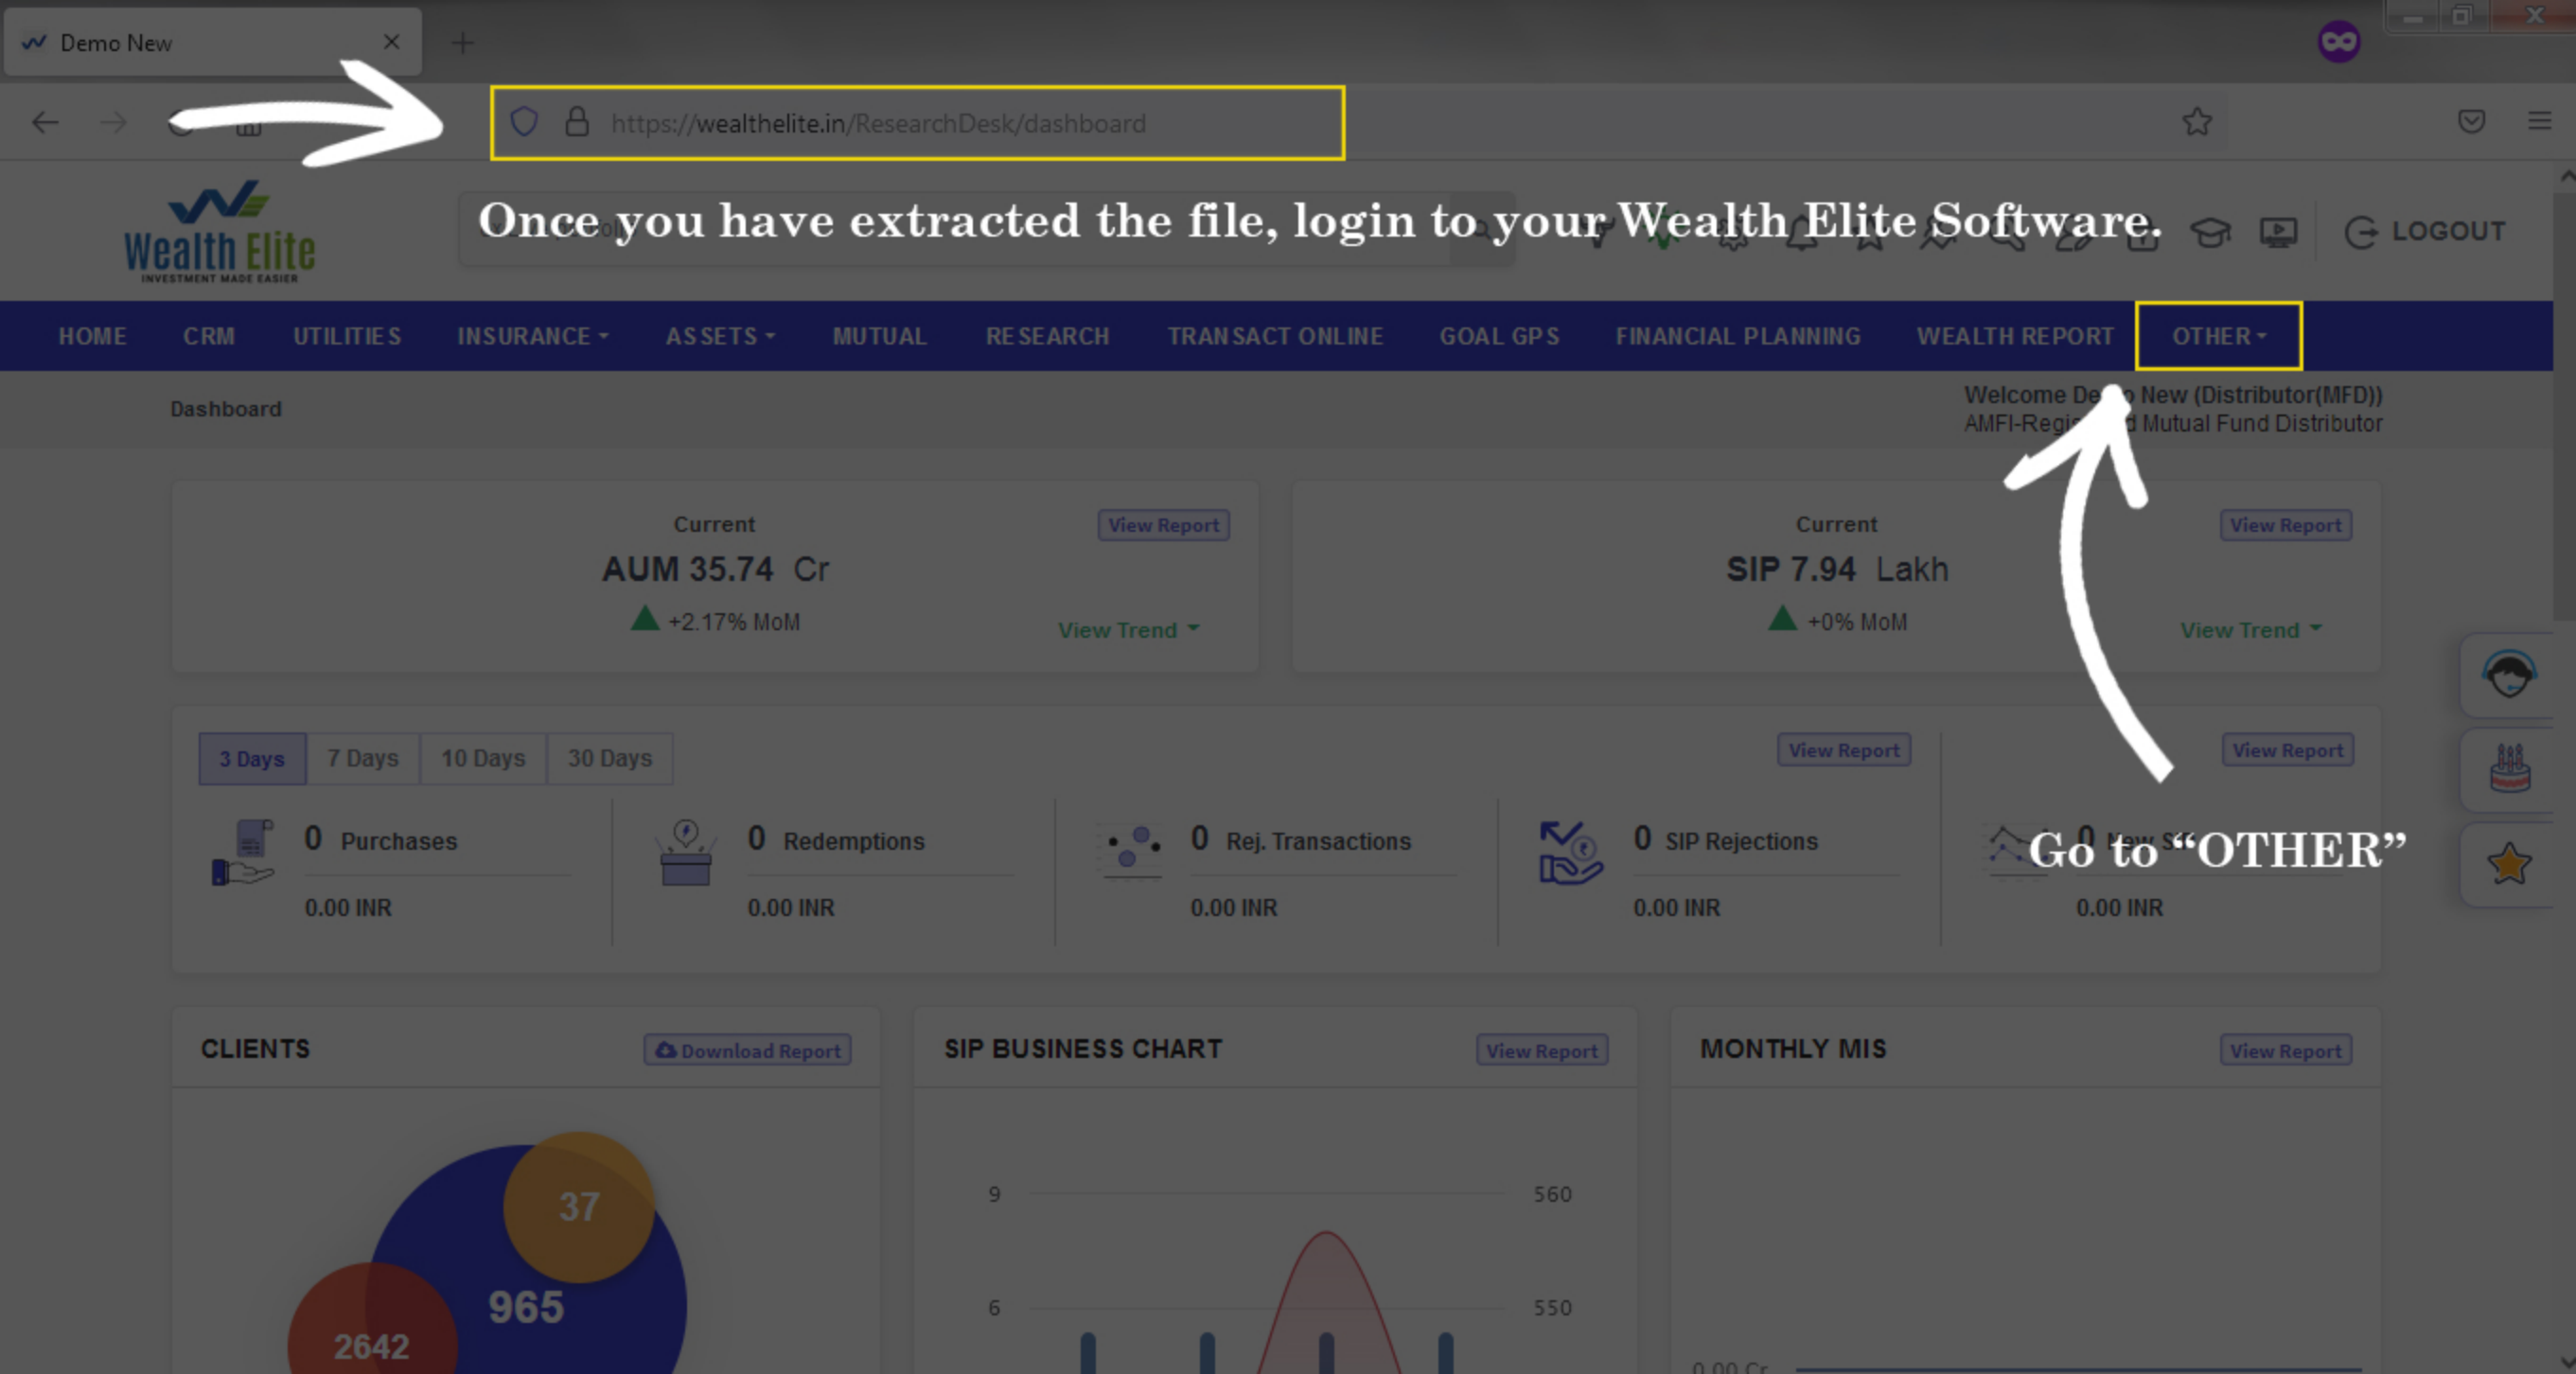 Demo New
https://wealthelite.in/ResearchDesk/dashboard
Once you have extracted the file, login to your Wealth Elite Software.
Wealth Elite
INVESTMENT MADE EASIER
LOGOUT
HOME CRM UTILITIES INSURANCE ASSETS MUTUAL RESEARCH TRANSACT ONLINE GOAL GPS FINANCIAL PLANNING WEALTH REPORT OTHER
Dashboard
Welcome New (Distributor(MFD))
Mutual Fund Distributor
Current View Report
AUM 35.74 Cr
+2.17% MoM
View Trend
Current View Report
SIP 7.94 Lakh
+0% MoM
View Trend
3 Days 7 Days 10 Days 30 Days View Report View Report
0 Purchases
0.00 INR
0 Redemptions
0.00 INR
0 Rej. Transactions
0.00 INR
0 SIP Rejections
0.00 INR
0 New
0.00 INR
Go to “OTHER”
CLIENTS Download Report
37
965
2642
SIP BUSINESS CHART View Report
9 560
6 550
MONTHLY MIS View Report
0.00 Cr